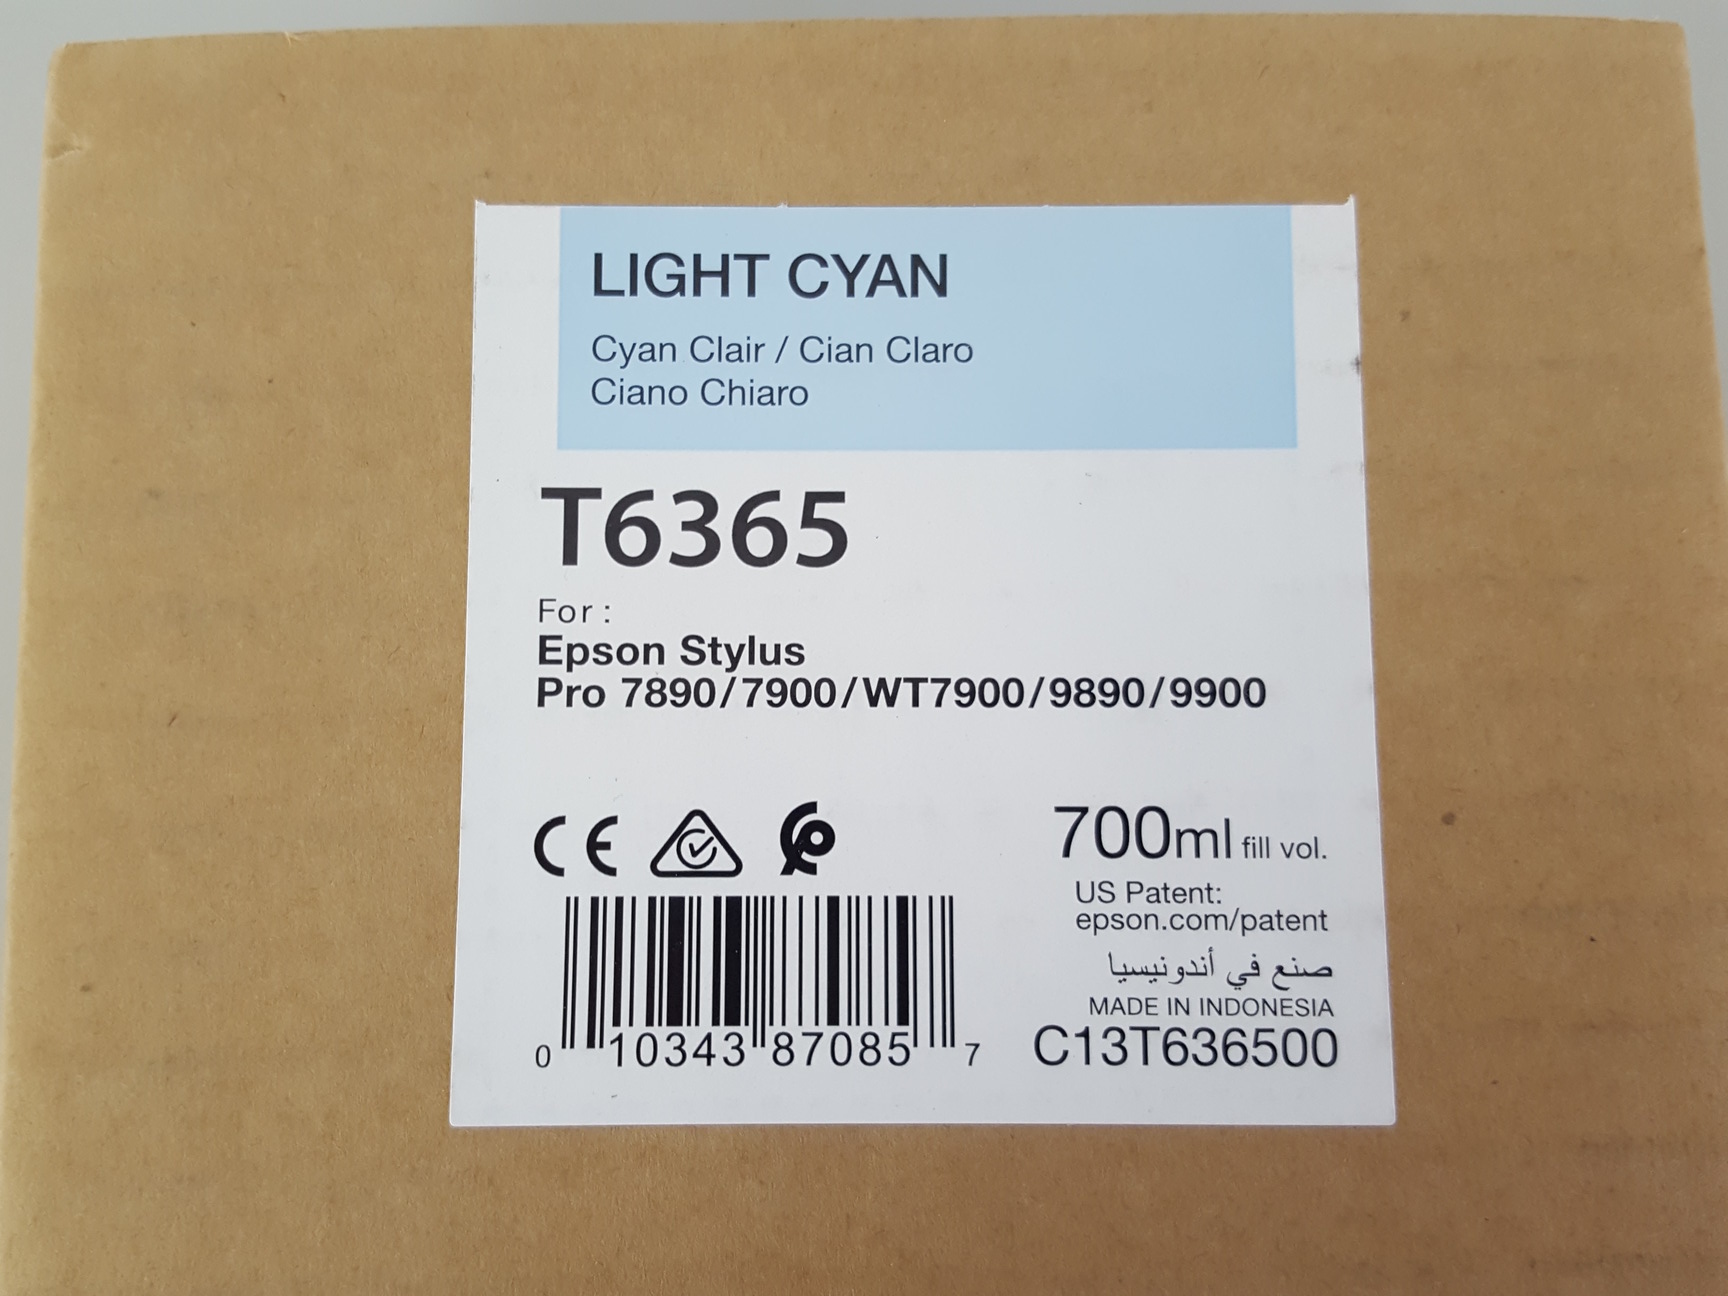 LIGHT CYAN
Cyan Clair / Cian Claro
Ciano Chiaro
T6365
For :
Epson Stylus
Pro 7890/7900/WT7900/9890/9900
CE
700ml fill vol.
US Patent:
epson.com/patent
صنع في أندونيسيا
MADE IN INDONESIA
C13T636500
0 10343 87085 7